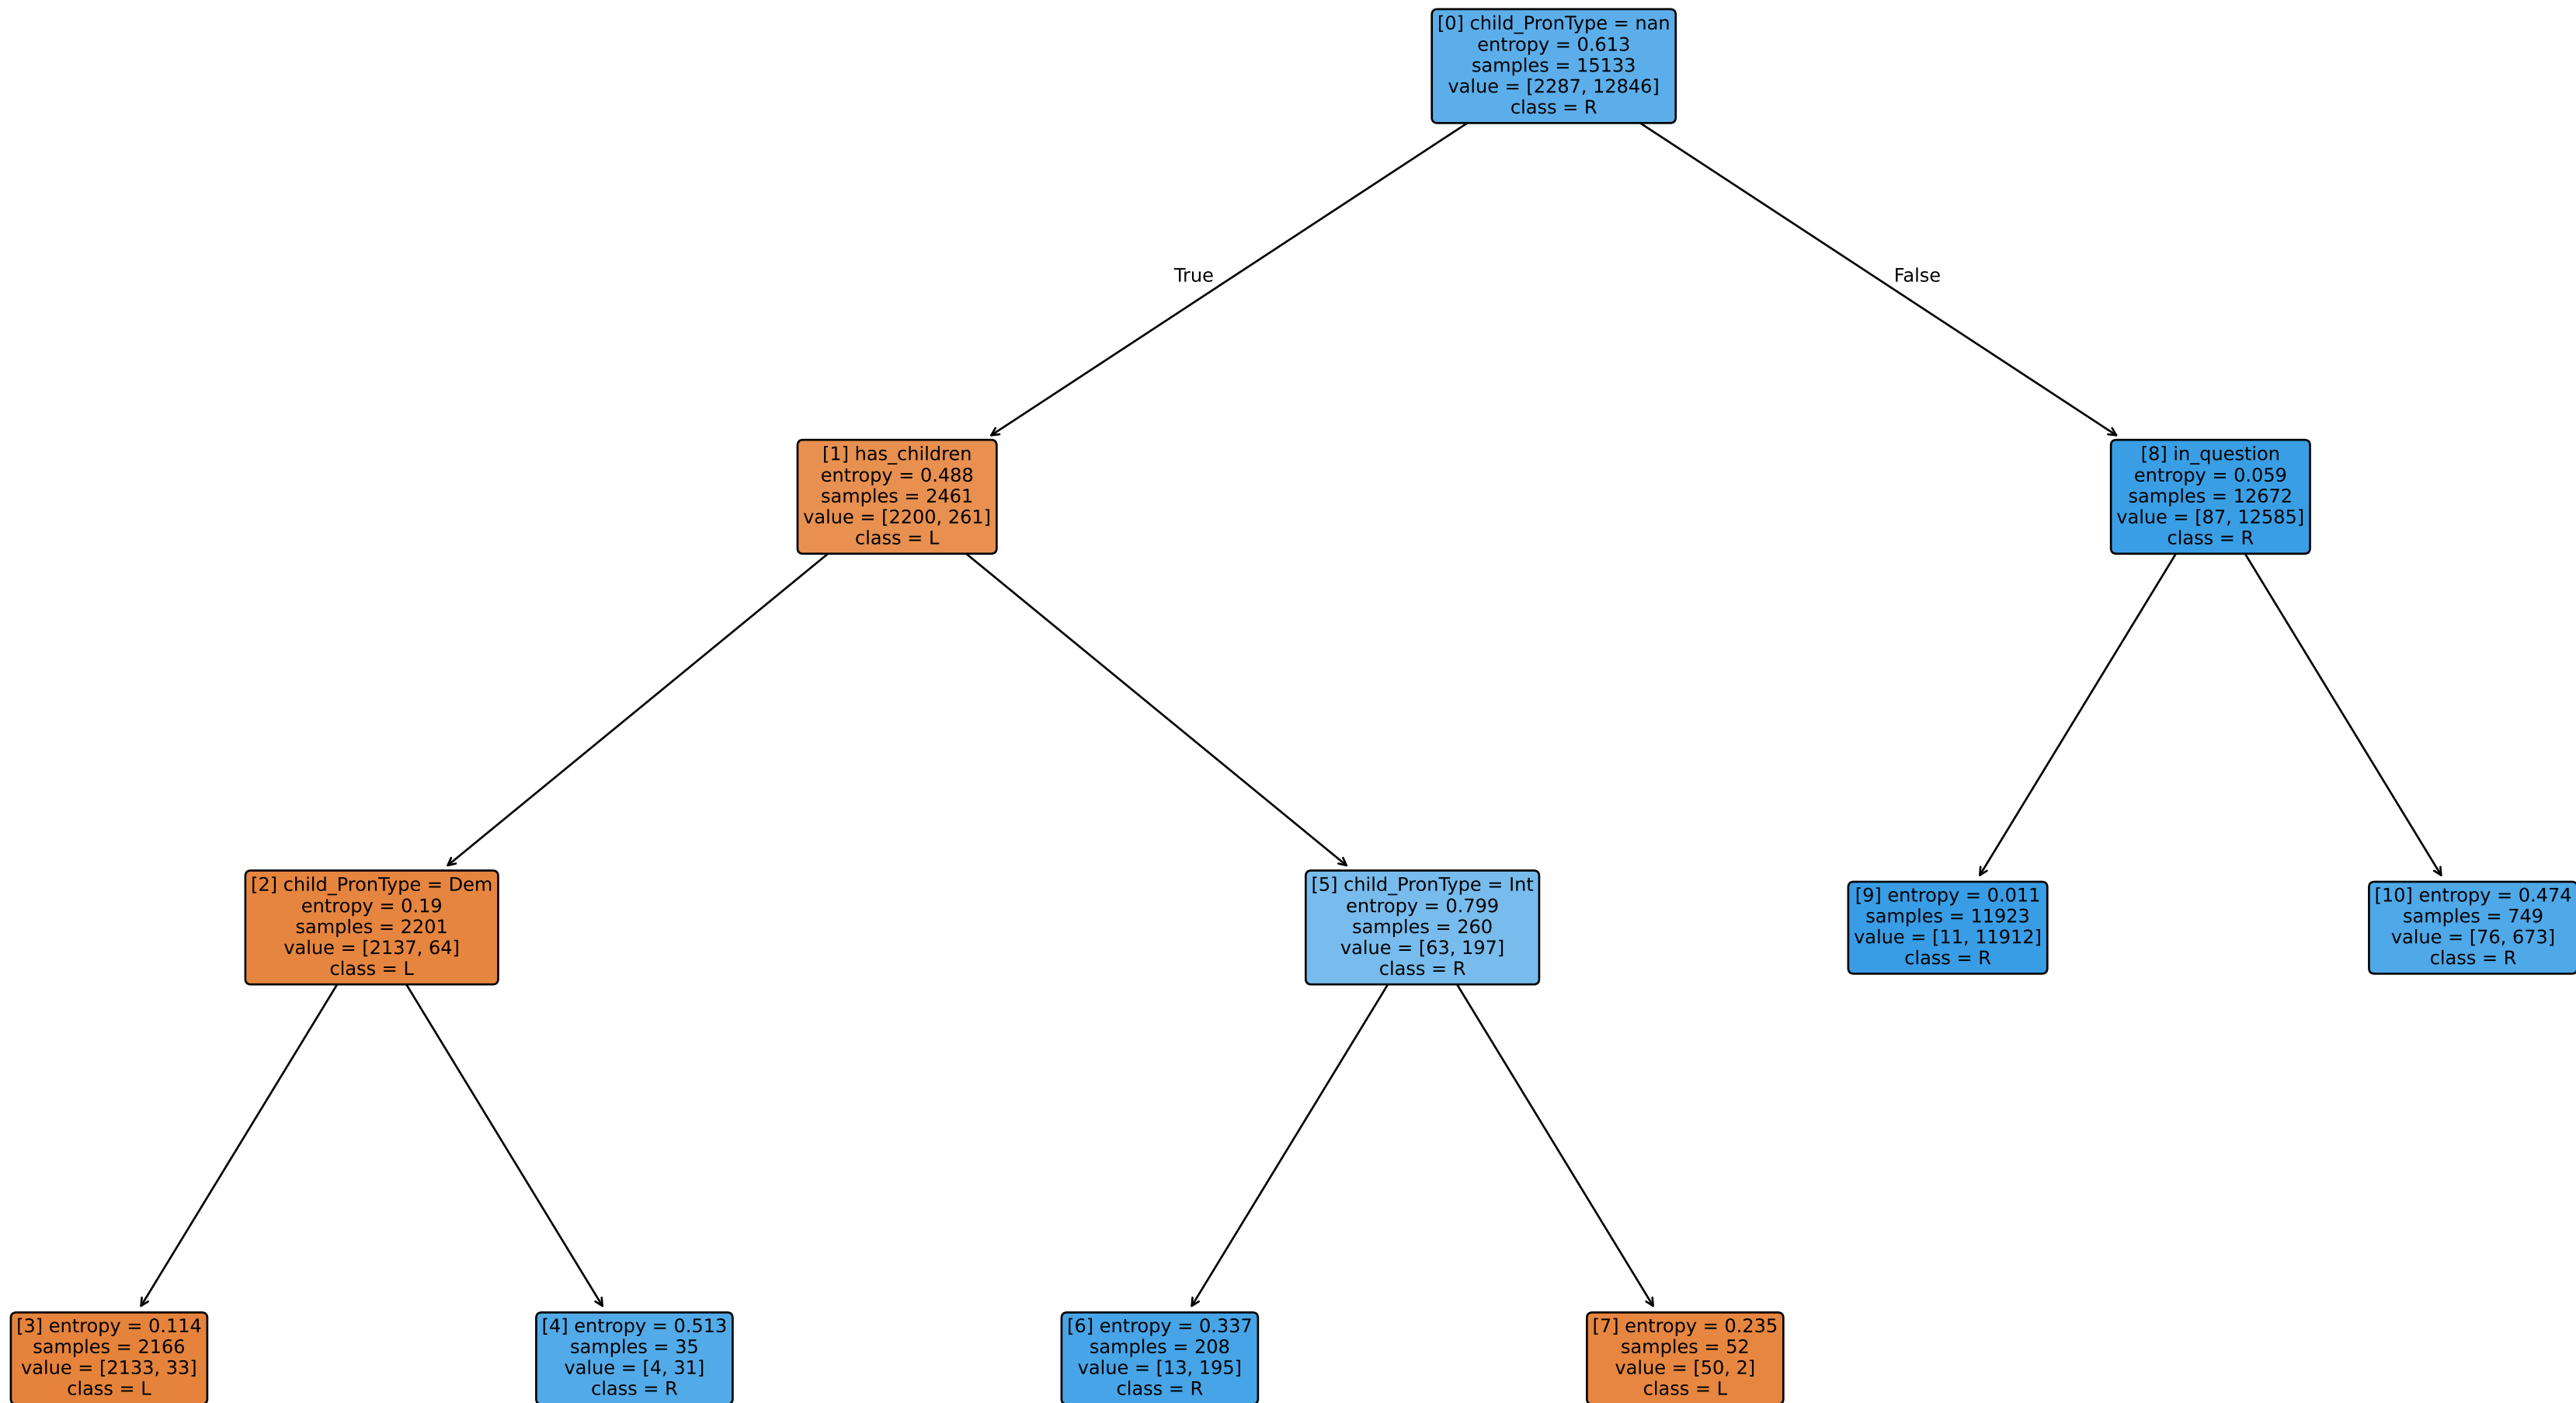 [0] child_PronType = nan
entropy = 0.613
samples = 15133
value = [2287, 12846]
class = R
True
False
[1] has_children
entropy = 0.488
samples = 2461
value = [2200, 261]
class = L
[8] in_question
entropy = 0.059
samples = 12672
value = [87, 12585]
class = R
[2] child_PronType = Dem
entropy = 0.19
samples = 2201
value = [2137, 64]
class = L
[5] child_PronType = Int
entropy = 0.799
samples = 260
value = [63, 197]
class = R
[9] entropy = 0.011
samples = 11923
value = [11, 11912]
class = R
[10] entropy = 0.474
samples = 749
value = [76, 673]
class = R
[3] entropy = 0.114
samples = 2166
value = [2133, 33]
class = L
[4] entropy = 0.513
samples = 35
value = [4, 31]
class = R
[6] entropy = 0.337
samples = 208
value = [13, 195]
class = R
[7] entropy = 0.235
samples = 52
value = [50, 2]
class = L